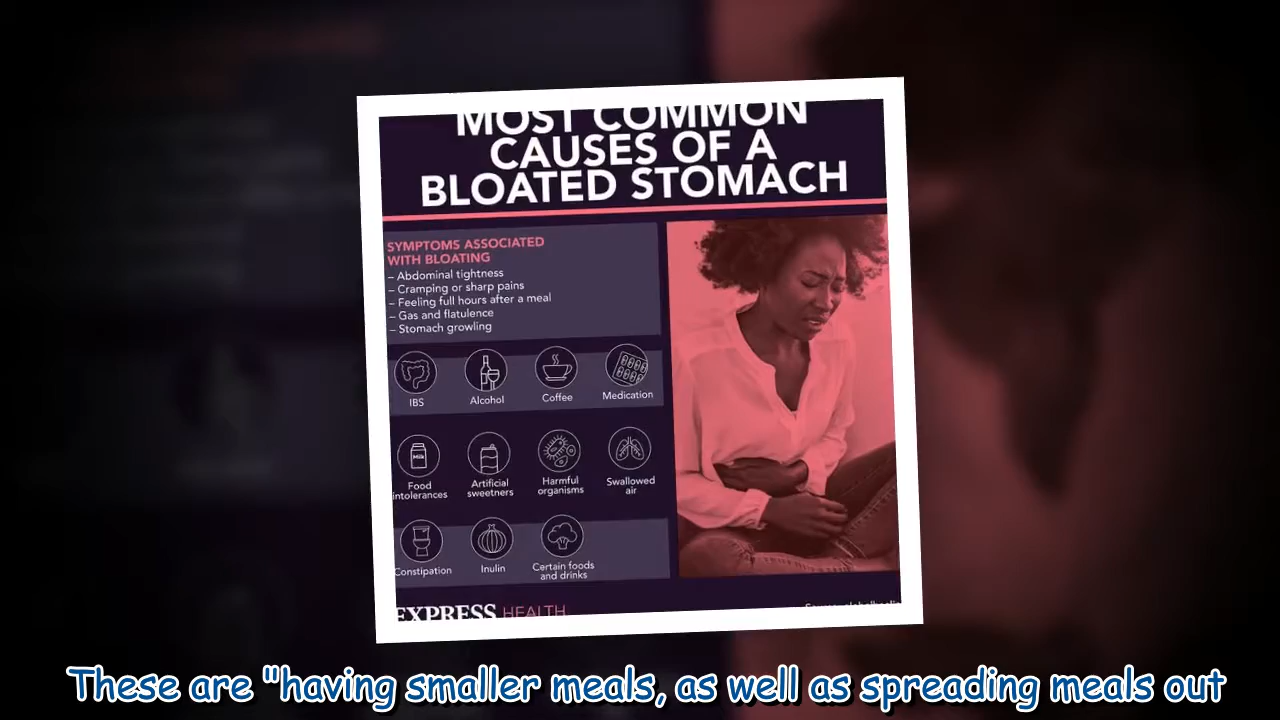 MOST COMMON
CAUSES OF A
BLOATED STOMACH
SYMPTOMS ASSOCIATED
WITH BLOATING
– Abdominal tightness
– Cramping or sharp pains
– Feeling full hours after a meal
– Gas and flatulence
– Stomach growling
IBS
Alcohol
Coffee
Medication
Food
intolerances
Artificial
sweetners
Harmful
organisms
Swallowed
air
Constipation
Inulin
Certain foods
and drinks
EXPRESS HEALTH
These are "having smaller meals, as well as spreading meals out